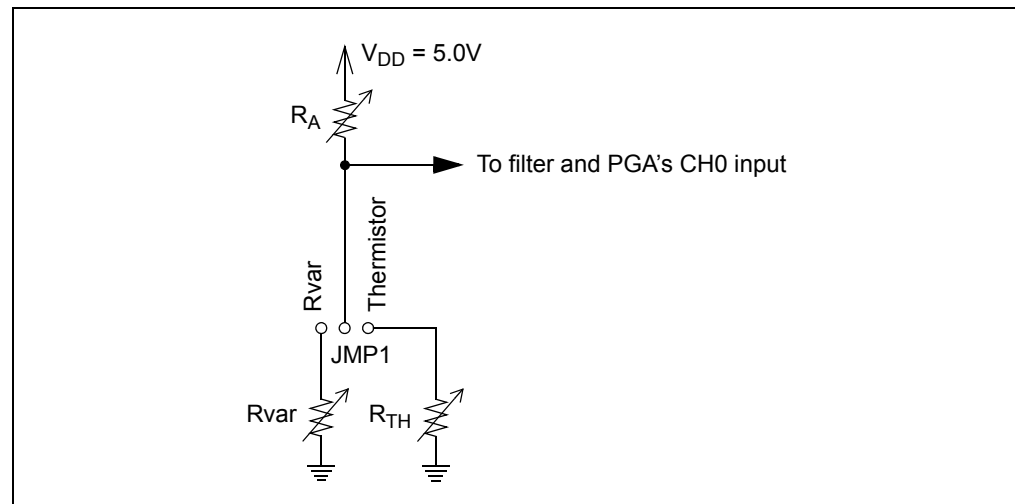 V_DD = 5.0V
R_A
To filter and PGA's CH0 input
Rvar
Thermistor
JMP1
Rvar
R_TH